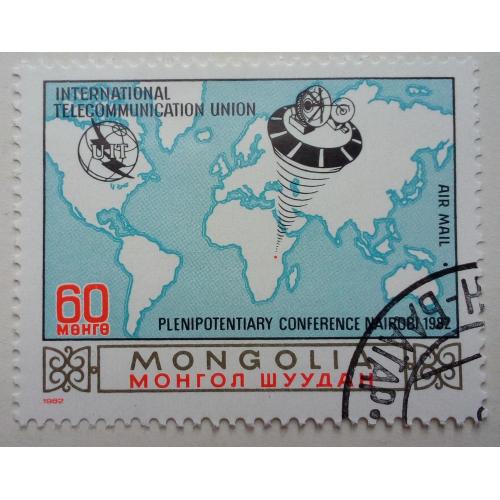 INTERNATIONAL
TELECOMMUNICATION UNION
UIT
AIR MAIL
60
МӨНГӨ
PLENIPOTENTIARY CONFERENCE NAIROBI 1982
MONGOLIA
МОНГОЛ ШУУДАН
1982